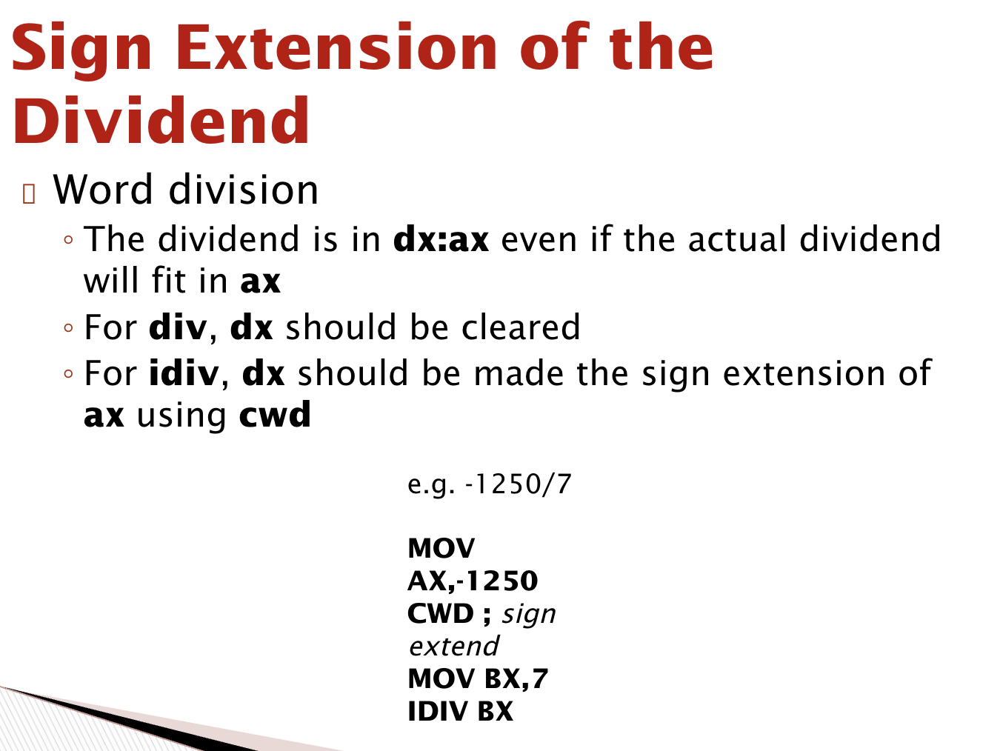 Sign Extension of the
Dividend
Word division
◦ The dividend is in dx:ax even if the actual dividend
will fit in ax
◦ For div, dx should be cleared
◦ For idiv, dx should be made the sign extension of
ax using cwd
e.g. -1250/7
MOV
AX,-1250
CWD ; sign
extend
MOV BX,7
IDIV BX